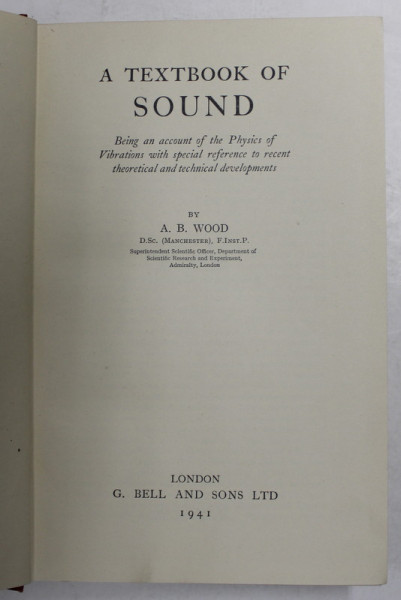 A TEXTBOOK OF
SOUND
Being an account of the Physics of
Vibrations with special reference to recent
theoretical and technical developments
BY
A. B. WOOD
D.Sc. (Manchester), F.Inst.P.
Superintendent Scientific Officer, Department of
Scientific Research and Experiment,
Admiralty, London
LONDON
G. BELL AND SONS LTD
1941